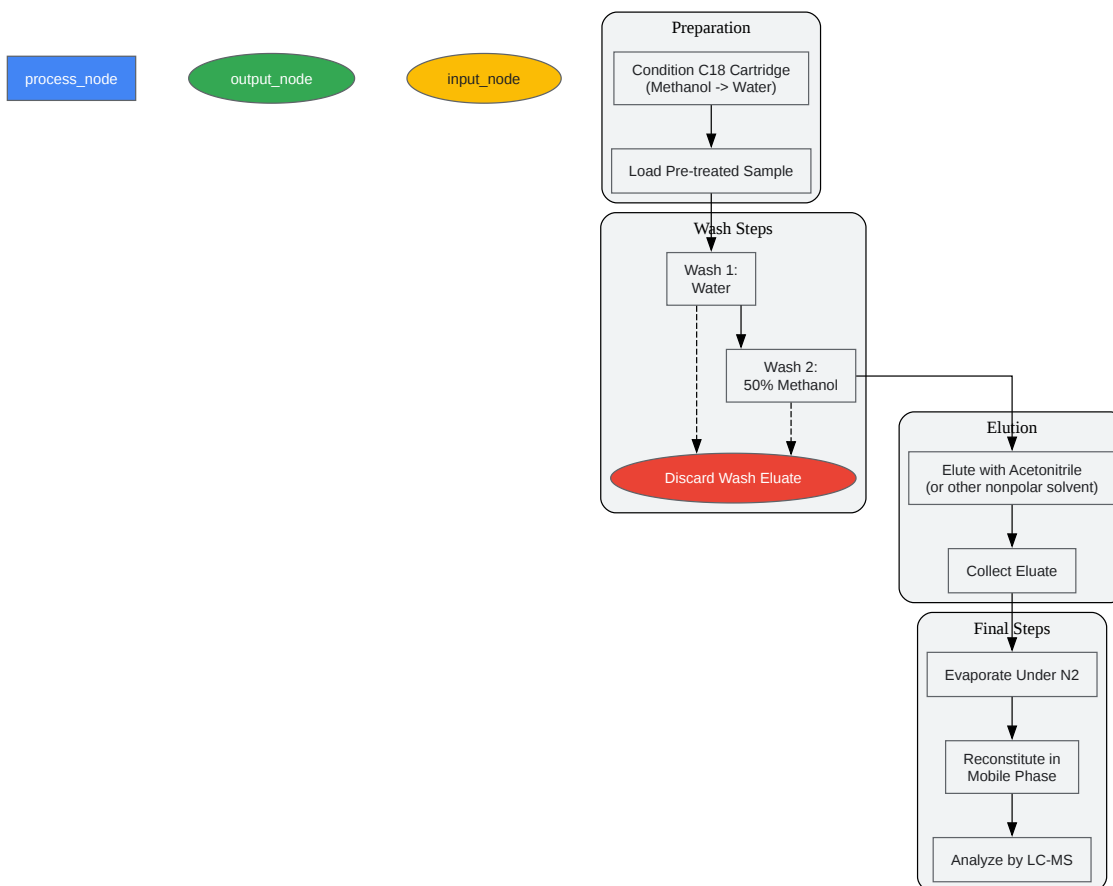 process_node
output_node
input_node
Preparation
Condition C18 Cartridge
(Methanol -> Water)
Load Pre-treated Sample
Wash Steps
Wash 1:
Water
Wash 2:
50% Methanol
Discard Wash Eluate
Elution
Elute with Acetonitrile
(or other nonpolar solvent)
Collect Eluate
Final Steps
Evaporate Under N2
Reconstitute in
Mobile Phase
Analyze by LC-MS